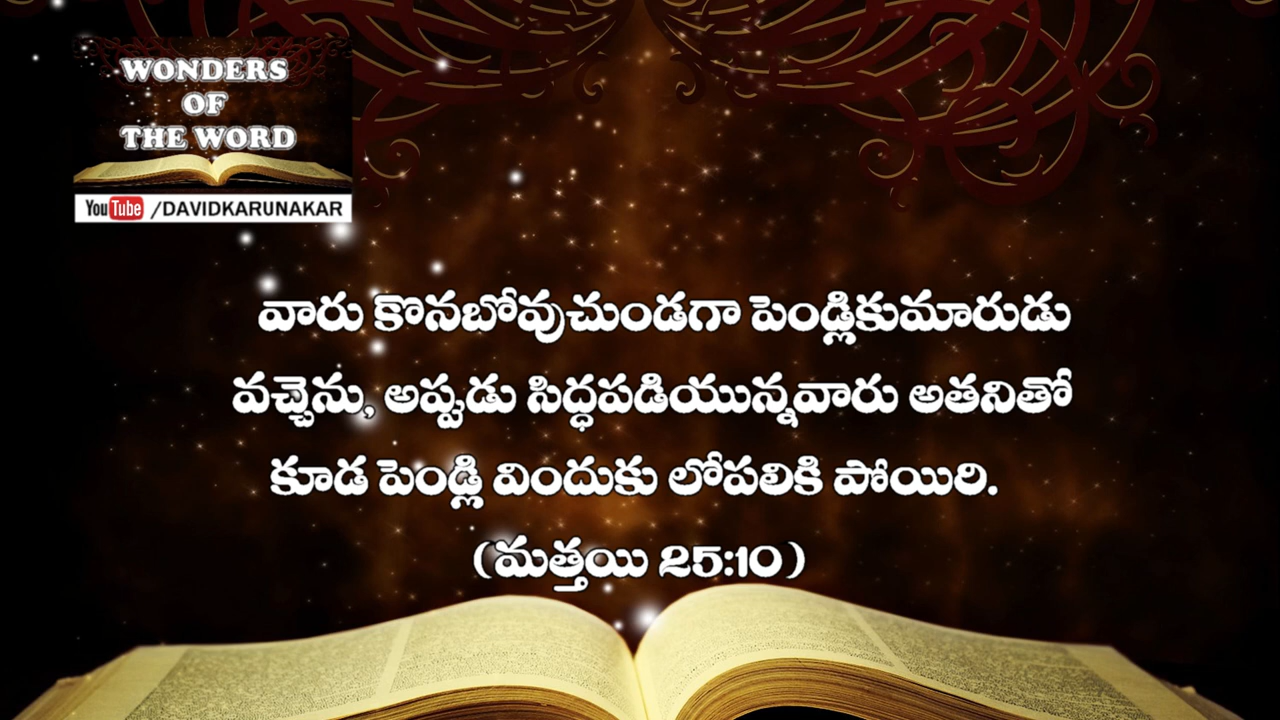 WONDERS
OF
THE WORD
YouTube /DAVIDKARUNAKAR
వారు కొనబోవుచుండగా పెండ్లికుమారుడు
వచ్చెను, అప్పుడు సిద్ధపడియున్నవారు అతనితో
కూడ పెండ్లి విందుకు లోపలికి పోయిరి.
(మత్తయి 25:10)